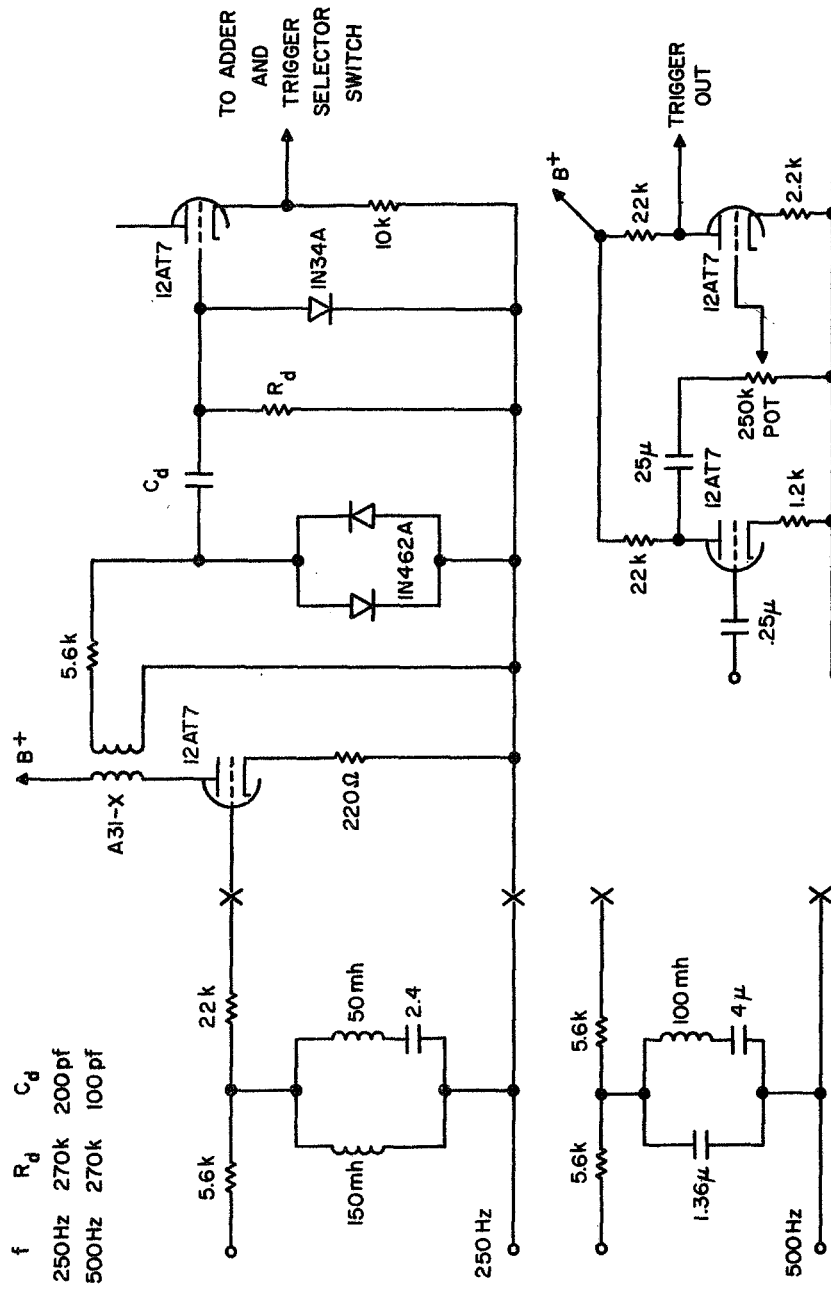 f R_d C_d
250Hz 270k 200pf
500Hz 270k 100pf
A31-X
B+
5.6k
12AT7
220Ω
C_d
R_d
1N462A
1N34A
12AT7
10k
TO ADDER
AND
TRIGGER
SELECTOR
SWITCH
5.6k
22k
150mh
50mh
2.4
250Hz
5.6k
5.6k
1.36μ
100mh
4μ
500Hz
.25μ
22k
12AT7
1.2k
25μ
250k
POT
B+
22k
TRIGGER
OUT
12AT7
2.2k